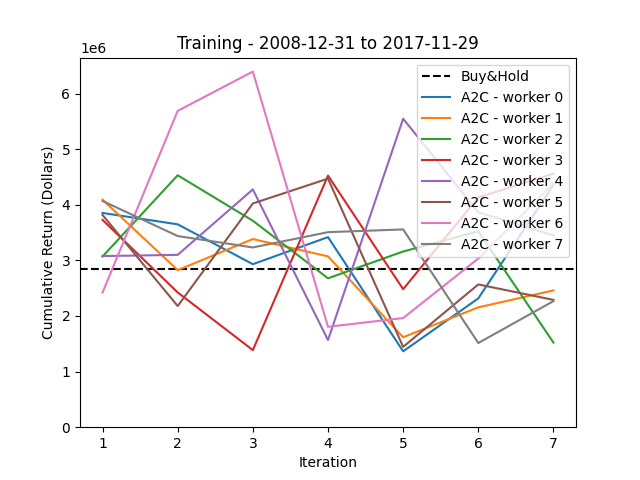 Training - 2008-12-31 to 2017-11-29
1e6
Buy&Hold
A2C - worker 0
A2C - worker 1
A2C - worker 2
A2C - worker 3
A2C - worker 4
A2C - worker 5
A2C - worker 6
A2C - worker 7
Cumulative Return (Dollars)
6
5
4
3
2
1
0
1 2 3 4 5 6 7
Iteration